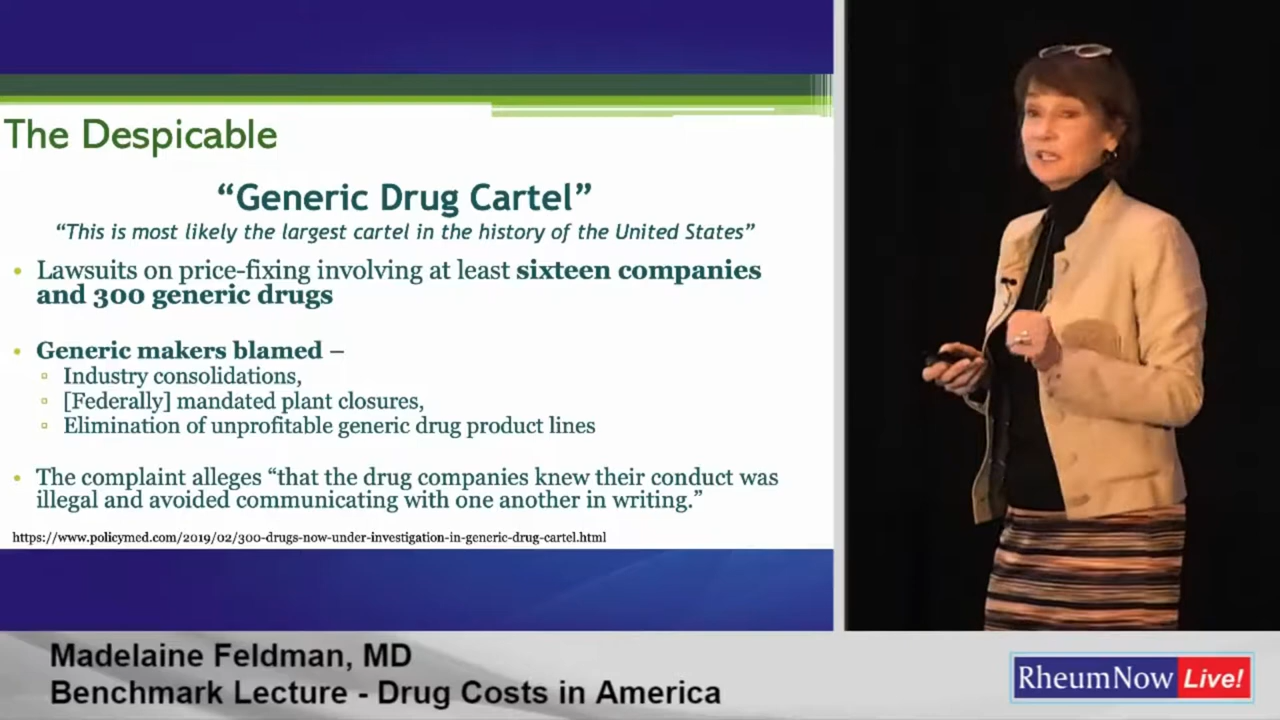 The Despicable
“Generic Drug Cartel”
“This is most likely the largest cartel in the history of the United States”
• Lawsuits on price-fixing involving at least sixteen companies
and 300 generic drugs
• Generic makers blamed –
▫ Industry consolidations,
▫ [Federally] mandated plant closures,
▫ Elimination of unprofitable generic drug product lines
• The complaint alleges “that the drug companies knew their conduct was
illegal and avoided communicating with one another in writing.”
https://www.policymed.com/2019/02/300-drugs-now-under-investigation-in-generic-drug-cartel.html
Madelaine Feldman, MD
Benchmark Lecture - Drug Costs in America
RheumNow Live!